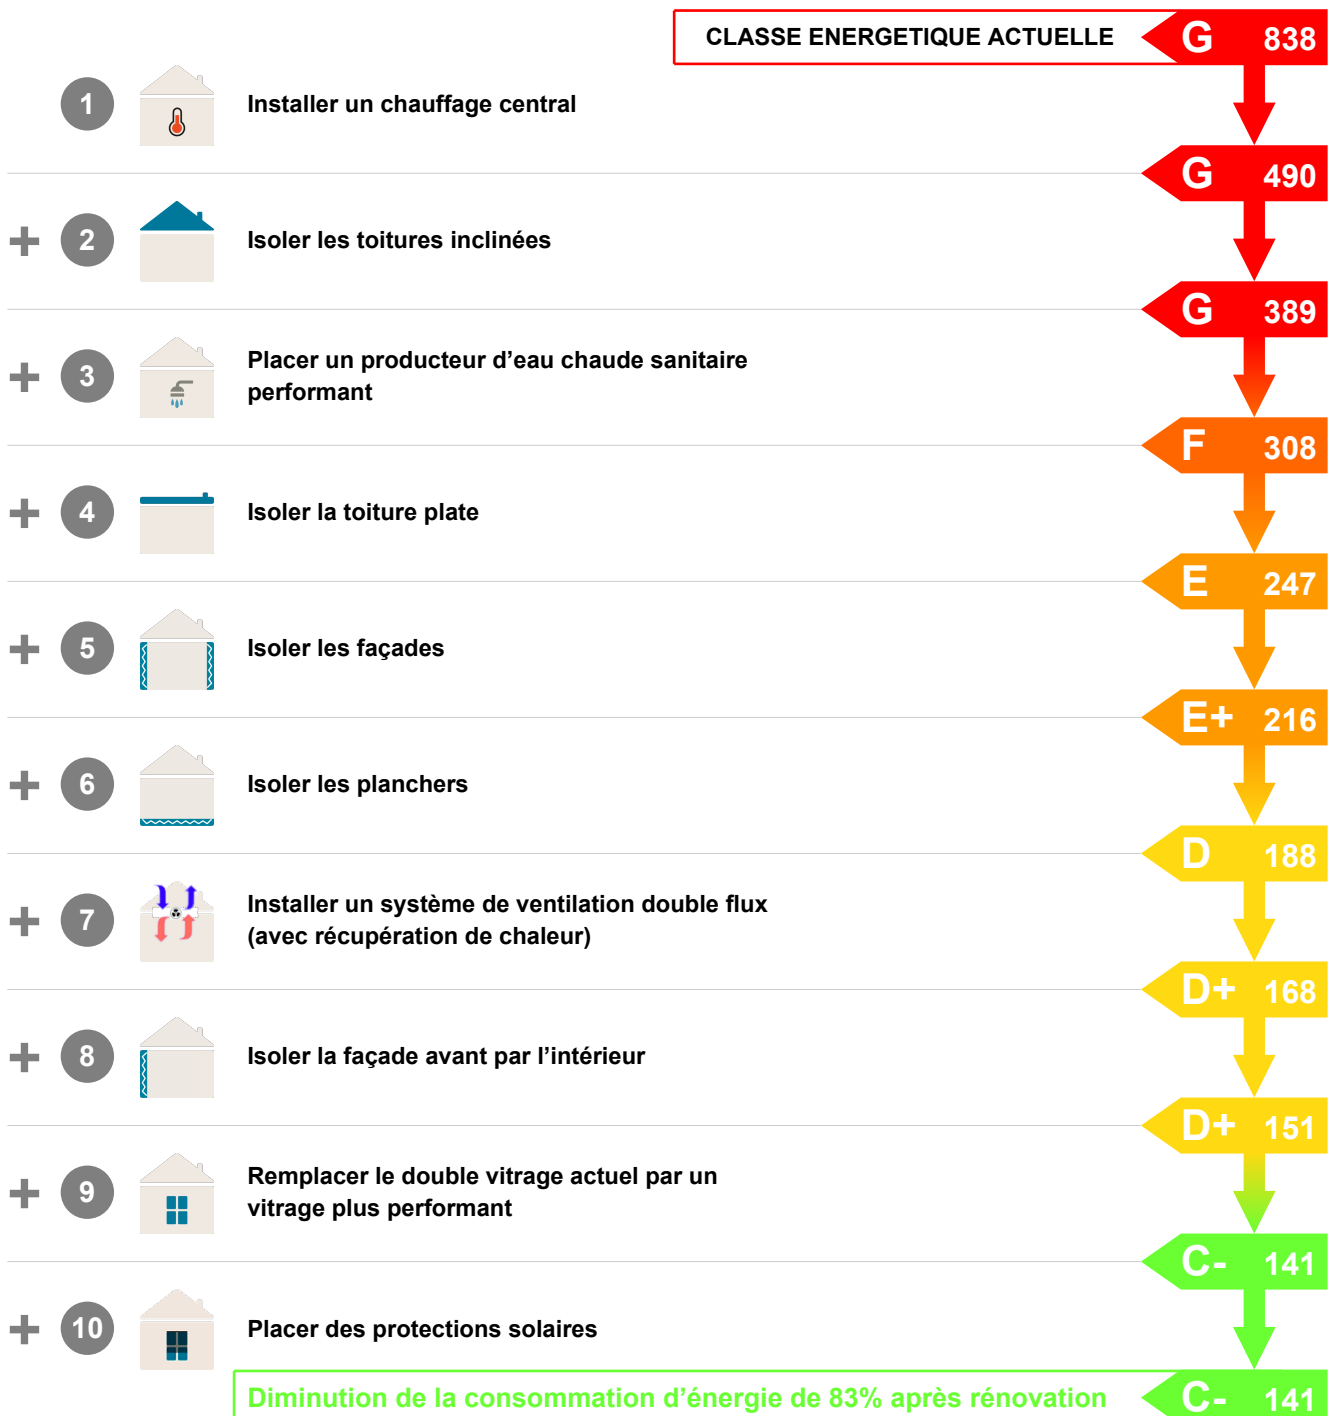 CLASSE ENERGETIQUE ACTUELLE G 838
1 Installer un chauffage central
G 490
+ 2 Isoler les toitures inclinées
G 389
+ 3 Placer un producteur d’eau chaude sanitaire
performant
F 308
+ 4 Isoler la toiture plate
E 247
+ 5 Isoler les façades
E+ 216
+ 6 Isoler les planchers
D 188
+ 7 Installer un système de ventilation double flux
(avec récupération de chaleur)
D+ 168
+ 8 Isoler la façade avant par l’intérieur
D+ 151
+ 9 Remplacer le double vitrage actuel par un
vitrage plus performant
C- 141
+ 10 Placer des protections solaires
Diminution de la consommation d’énergie de 83% après rénovation C- 141